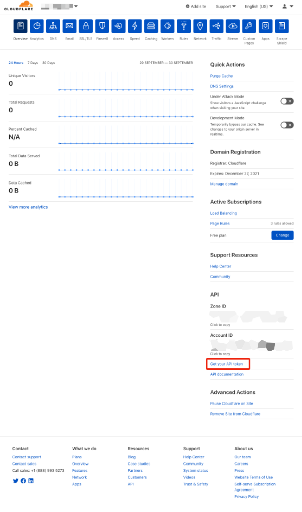 CLOUDFLARE
Add site
Support
English (US)
Overview
Analytics
DNS
Email
SSL/TLS
Firewall
Access
Speed
Caching
Workers
Rules
Network
Traffic
Custom Pages
Apps
Scrape Shield
24 Hours
7 Days
30 Days
Unique Visitors
0
Total Requests
0
Percent Cached
N/A
Total Data Served
0 B
Data Cached
0 B
View more analytics
Quick Actions
Purge Cache
DNS Settings
Under Attack Mode
Development Mode
Domain Registration
Registrar: Cloudflare
Manage domain
Active Subscriptions
Load Balancing
Page Rules
Free plan
Change
Support Resources
Help Center
Community
API
Zone ID
Click to copy
Account ID
Click to copy
Get your API token
API documentation
Advanced Actions
Pause Cloudflare on Site
Remove Site from Cloudflare
Contact
Contact support
Contact sales
Call sales: +1 (888) 993 5273
What we do
Plans
Overview
Features
Network
Apps
Resources
Blog
Case studies
Partners
Customers
API
Support
Help Center
Community
System status
Videos
Trust & Safety
About us
Our team
Careers
Press
Website Terms of Use
Self-serve Subscription
Agreement
Privacy Policy